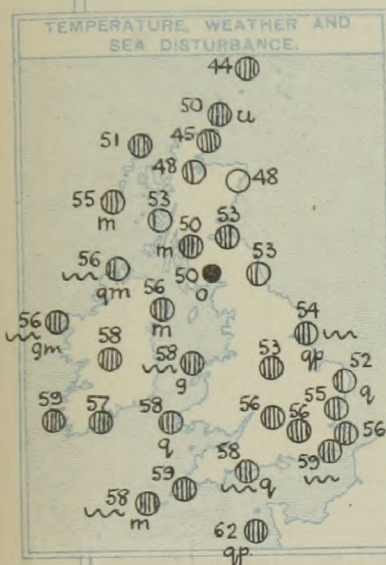 TEMPERATURE, WEATHER AND
SEA DISTURBANCE.
44
50 u
51 45
48 48
55 53
m
50 53
m
56 50 53
qm o
56
m
56
gm
54
qp
58 58 53
g
52
q
59 57 58 56 56 55 56
q
58 59
q
59
58
m
62
qp